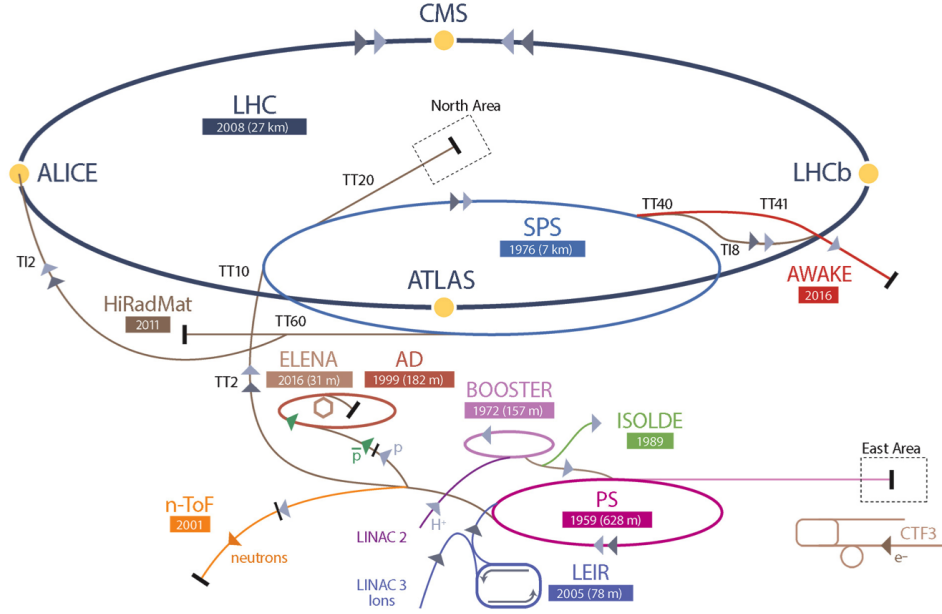 CMS
LHC
2008 (27 km)
North Area
ALICE
LHCb
TT20
TT40
TT41
SPS
1976 (7 km)
TI2
TT10
TI8
ATLAS
AWAKE
2016
HiRadMat
2011
TT60
TT2
ELENA
2016 (31 m)
AD
1999 (182 m)
BOOSTER
1972 (157 m)
ISOLDE
1989
p
p
East Area
n-ToF
2001
neutrons
LINAC 2
H+
PS
1959 (628 m)
CTF3
e-
LINAC 3
Ions
LEIR
2005 (78 m)